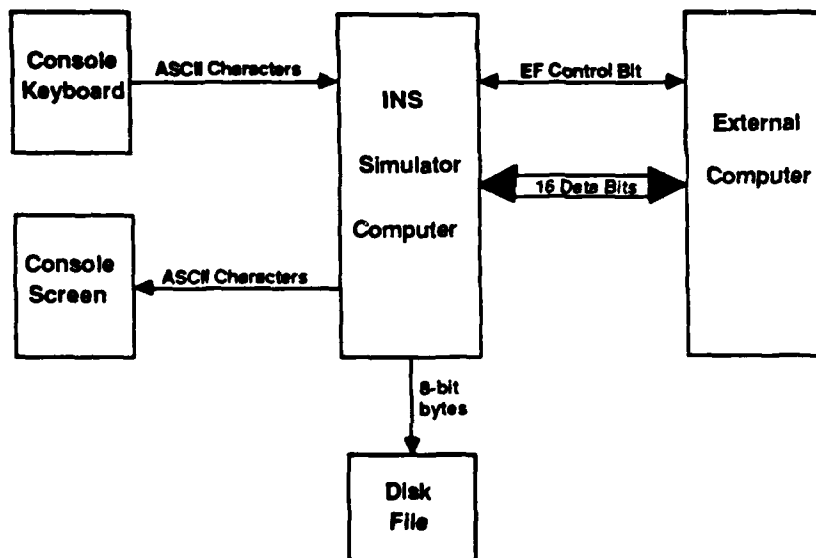 Console
Keyboard
ASCII Characters
INS
Simulator
Computer
EF Control Bit
16 Data Bits
External
Computer
Console
Screen
ASCII Characters
8-bit
bytes
Disk
File